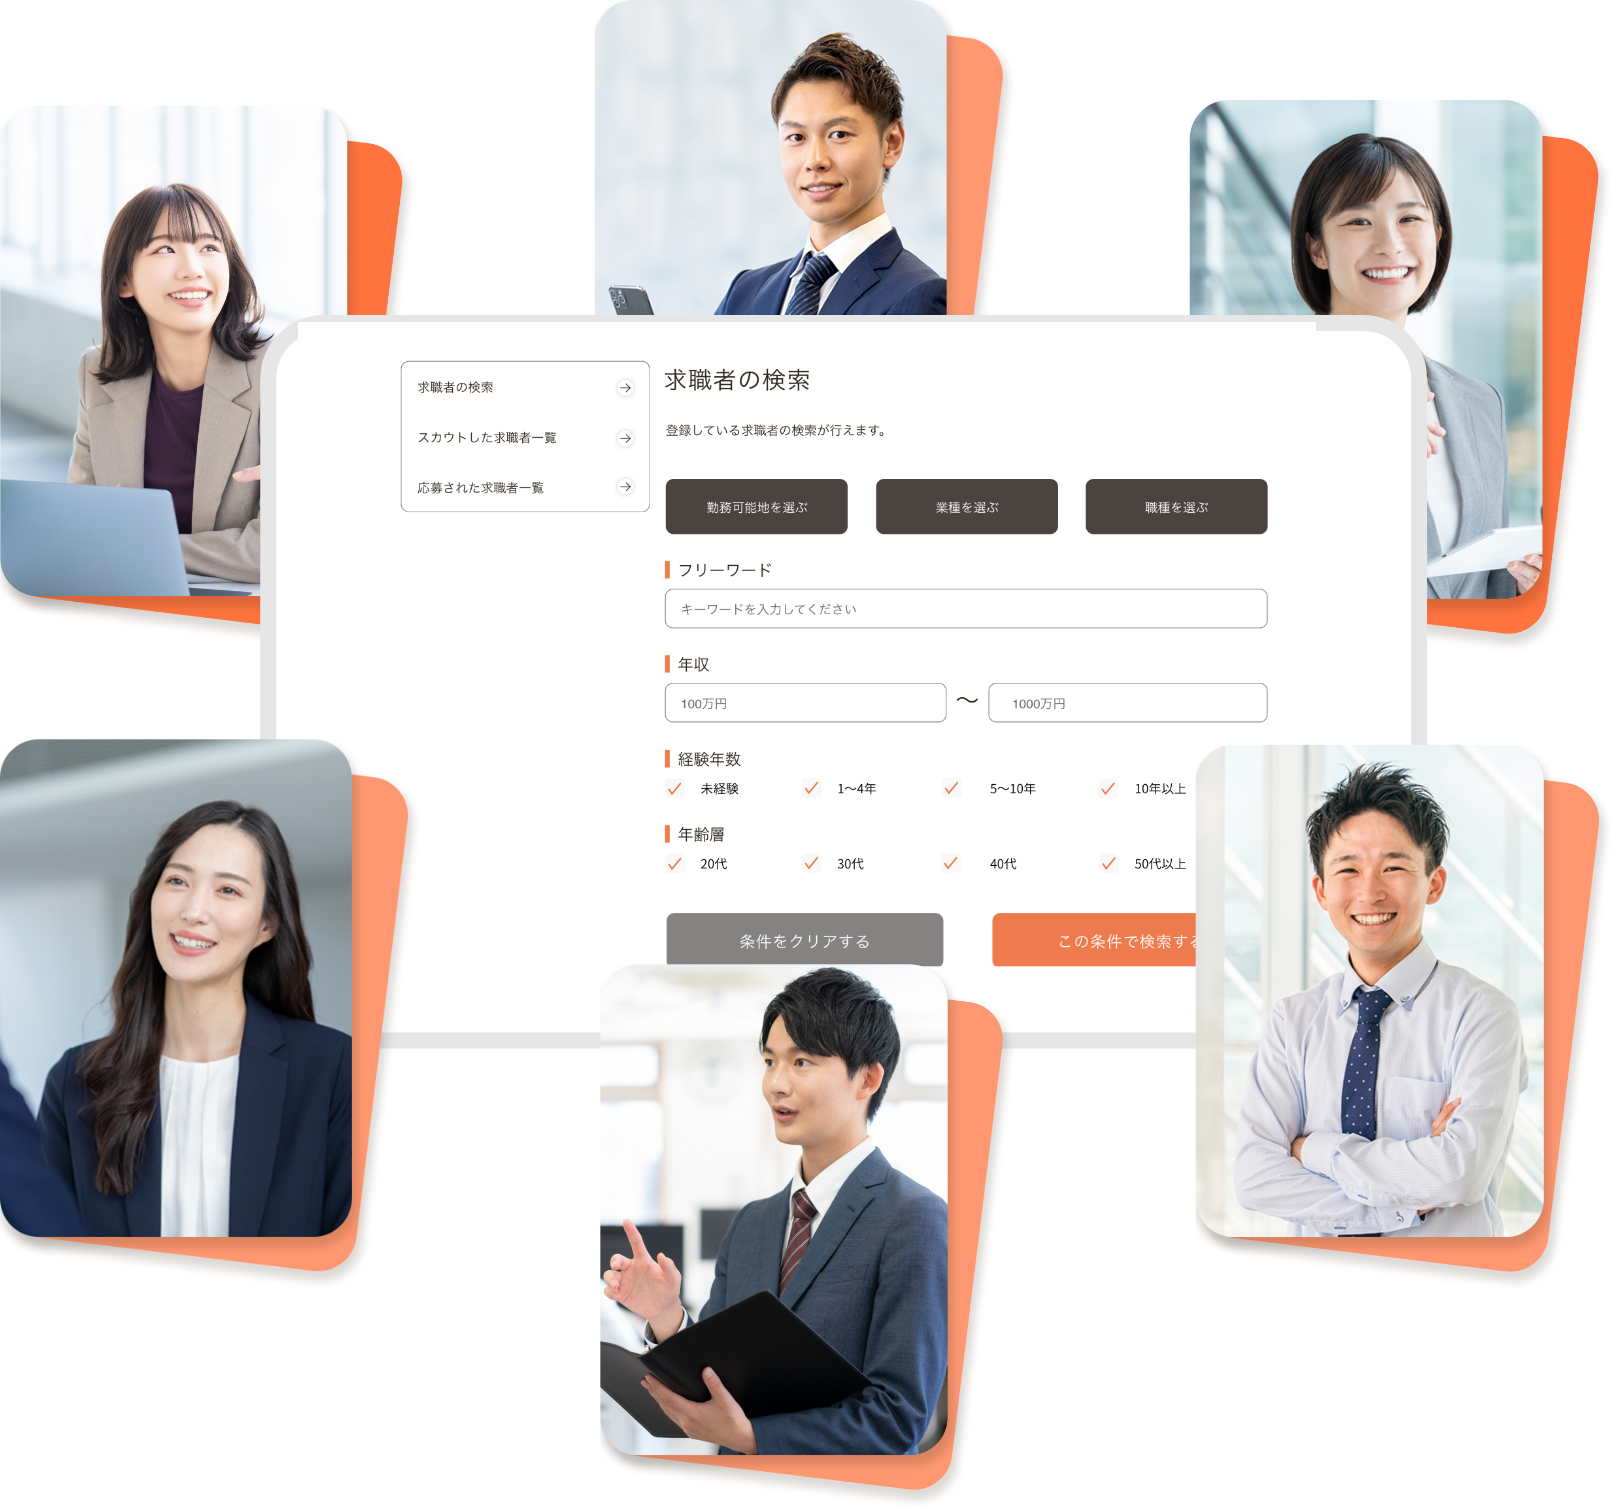 求職者の検索
スカウトした求職者一覧
応募された求職者一覧
求職者の検索
登録している求職者の検索が行えます。
勤務可能地を選ぶ
業種を選ぶ
職種を選ぶ
フリーワード
キーワードを入力してください
年収
100万円 〜 1000万円
経験年数
未経験 1〜4年 5〜10年 10年以上
年齢層
20代 30代 40代 50代以上
条件をクリアする
この条件で検索する